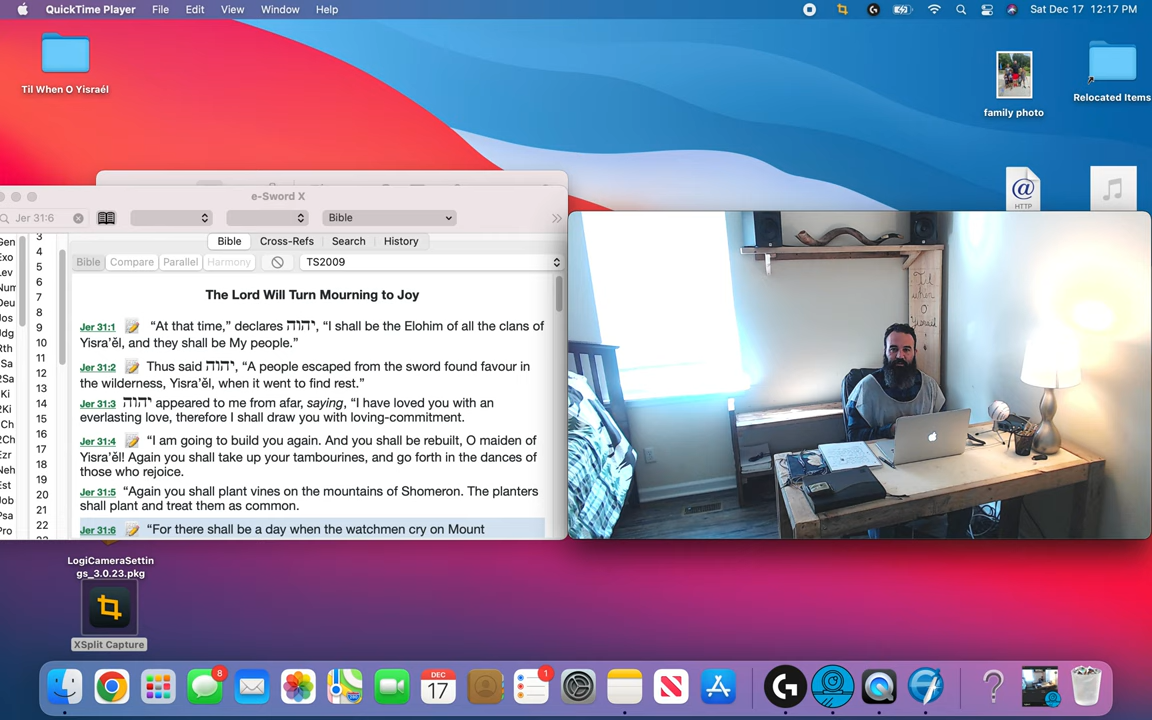 QuickTime Player File Edit View Window Help Sat Dec 17 12:17 PM
Til When O Yisraél
family photo
Relocated Items
HTTP
e-Sword X
Jer 31:6 Bible
Bible Cross-Refs Search History
Bible Compare Parallel Harmony TS2009
Gen
Exo
Lev
Num
Deu
Jos
Jdg
Rth
1Sa
2Sa
1Ki
2Ki
1Ch
2Ch
Ezr
Neh
Est
Job
Psa
Pro
3
4
5
6
7
8
9
10
11
12
13
14
15
16
17
18
19
20
21
22
The Lord Will Turn Mourning to Joy
Jer 31:1 “At that time,” declares יהוה, “I shall be the Elohim of all the clans of
Yisra’ĕl, and they shall be My people.”
Jer 31:2 Thus said יהוה, “A people escaped from the sword found favour in
the wilderness, Yisra’ĕl, when it went to find rest.”
Jer 31:3 יהוה appeared to me from afar, saying, “I have loved you with an
everlasting love, therefore I shall draw you with loving-commitment.
Jer 31:4 “I am going to build you again. And you shall be rebuilt, O maiden of
Yisra’ĕl! Again you shall take up your tambourines, and go forth in the dances of
those who rejoice.
Jer 31:5 “Again you shall plant vines on the mountains of Shomeron. The planters
shall plant and treat them as common.
Jer 31:6 “For there shall be a day when the watchmen cry on Mount
Til
when
O
Yisraél
LogiCameraSettin
gs_3.0.23.pkg
XSplit Capture
8
DEC
17
1